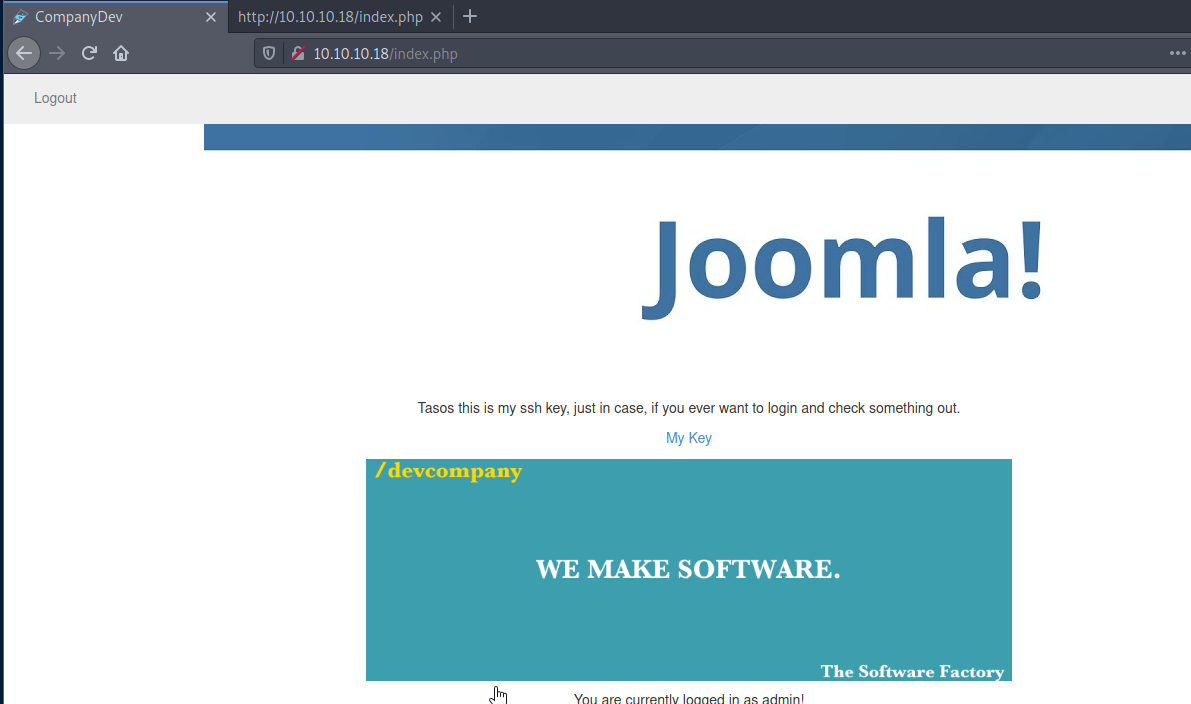 CompanyDev
http://10.10.10.18/index.php
10.10.10.18/index.php
Logout
Joomla!
Tasos this is my ssh key, just in case, if you ever want to login and check something out.
My Key
/devcompany
WE MAKE SOFTWARE.
The Software Factory
You are currently logged in as admin!